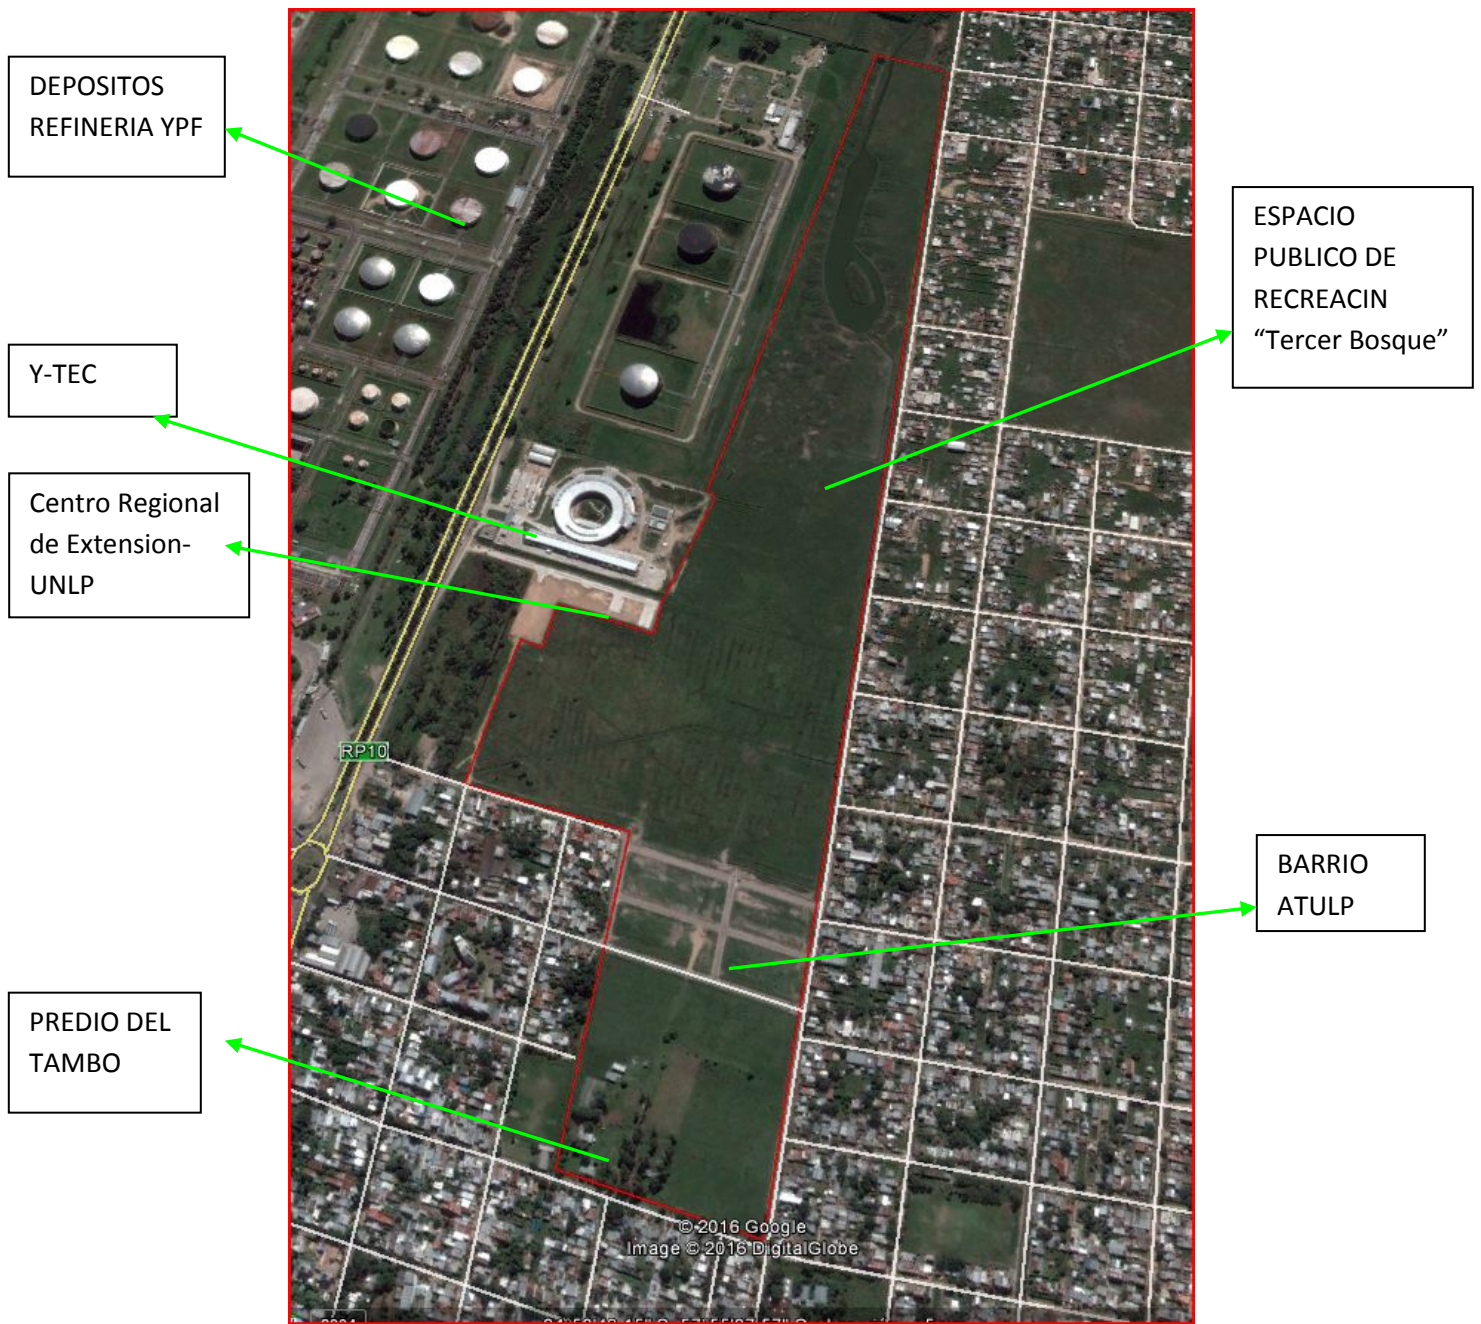 DEPOSITOS
REFINERIA YPF
Y-TEC
Centro Regional
de Extension-
UNLP
PREDIO DEL
TAMBO
ESPACIO
PUBLICO DE
RECREACIN
“Tercer Bosque”
BARRIO
ATULP
RP10
© 2016 Google
Image © 2016 DigitalGlobe